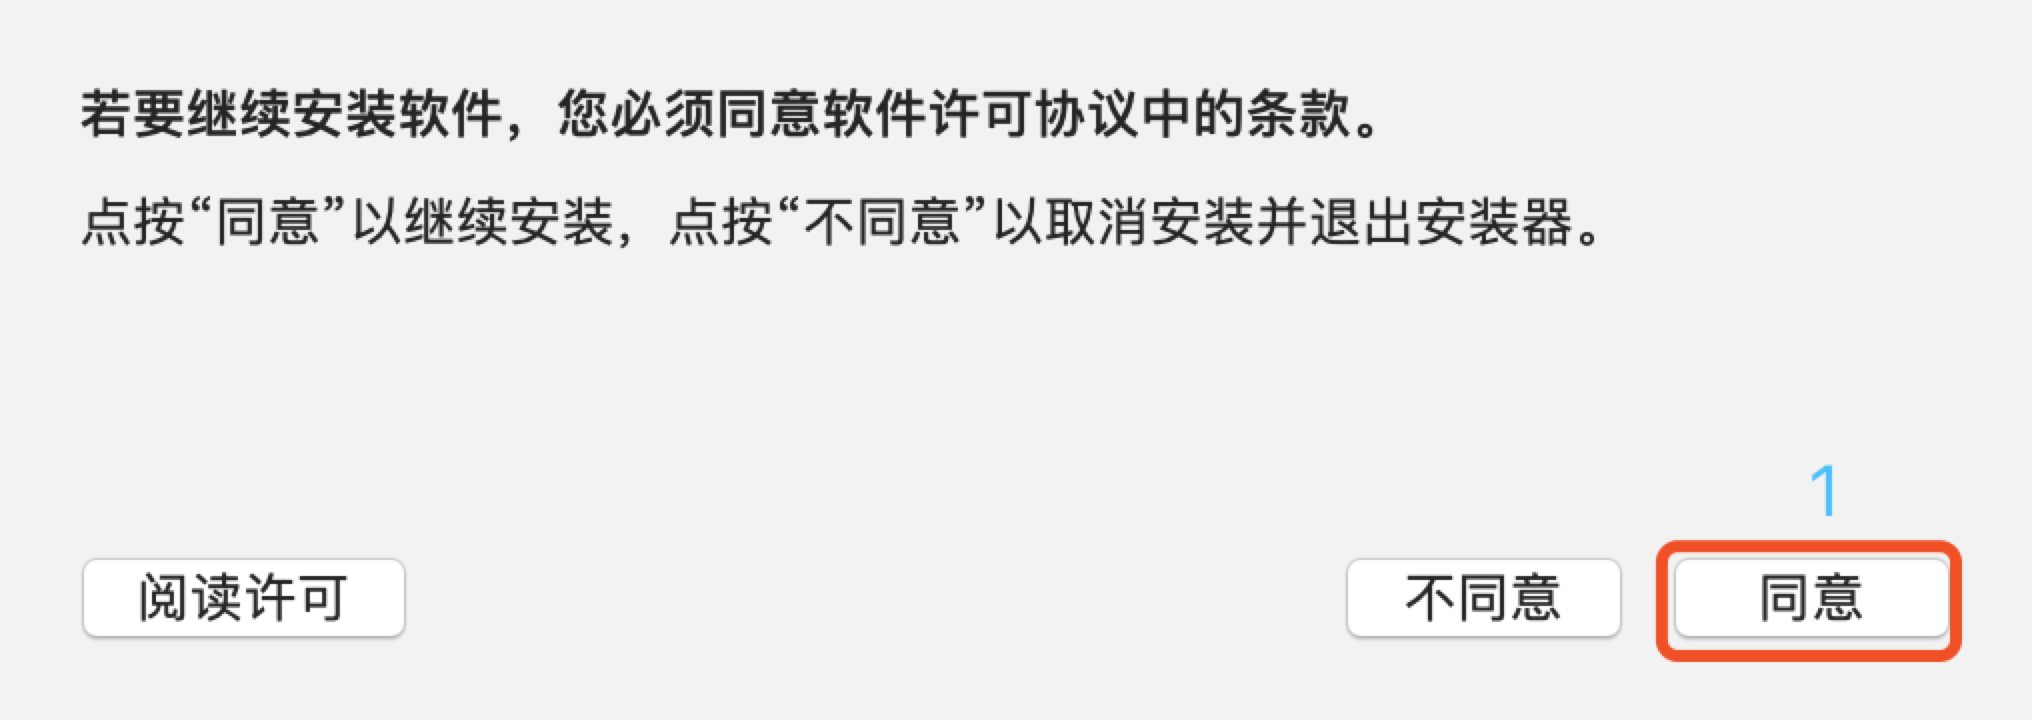 若要继续安装软件，您必须同意软件许可协议中的条款。
点按“同意”以继续安装，点按“不同意”以取消安装并退出安装器。
1
阅读许可 不同意 同意